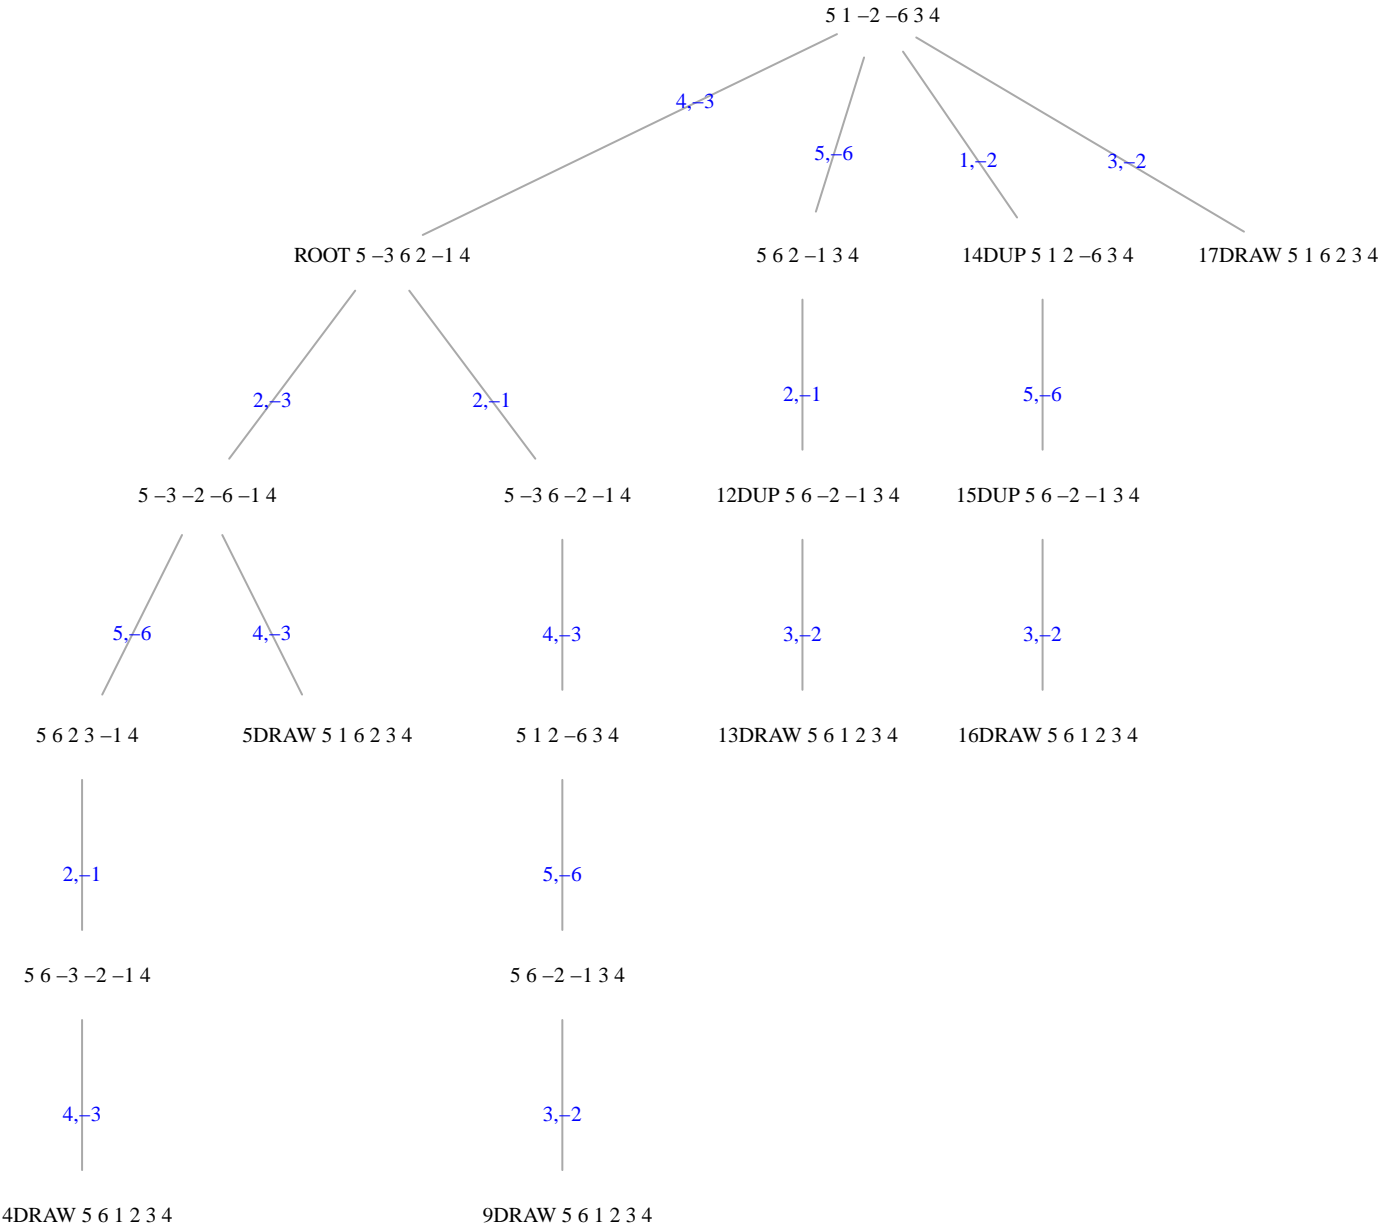 5 1 –2 –6 3 4
4,–3
5,–6
1,–2
3,–2
ROOT 5 –3 6 2 –1 4
5 6 2 –1 3 4
14DUP 5 1 2 –6 3 4
17DRAW 5 1 6 2 3 4
2,–3
2,–1
2,–1
5,–6
5 –3 –2 –6 –1 4
5 –3 6 –2 –1 4
12DUP 5 6 –2 –1 3 4
15DUP 5 6 –2 –1 3 4
5,–6
4,–3
4,–3
3,–2
3,–2
5 6 2 3 –1 4
5DRAW 5 1 6 2 3 4
5 1 2 –6 3 4
13DRAW 5 6 1 2 3 4
16DRAW 5 6 1 2 3 4
2,–1
5,–6
5 6 –3 –2 –1 4
5 6 –2 –1 3 4
4,–3
3,–2
4DRAW 5 6 1 2 3 4
9DRAW 5 6 1 2 3 4